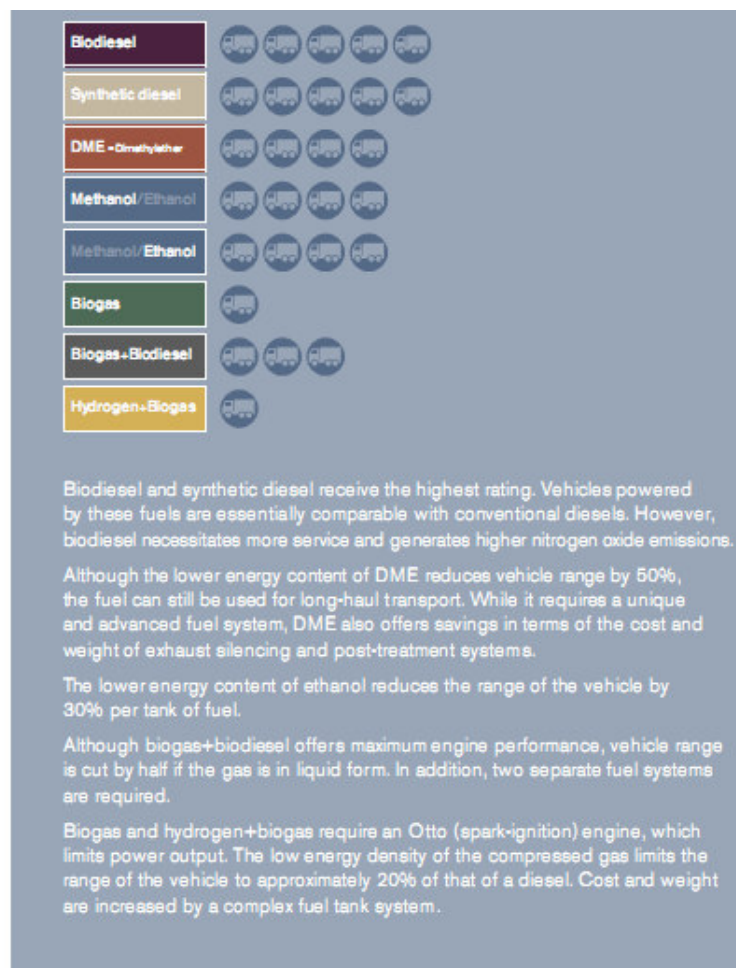 Biodiesel
Synthetic diesel
DME - Dimethylether
Methanol/Ethanol
Methanol/Ethanol
Biogas
Biogas+Biodiesel
Hydrogen+Biogas
Biodiesel and synthetic diesel receive the highest rating. Vehicles powered
by these fuels are essentially comparable with conventional diesels. However,
biodiesel necessitates more service and generates higher nitrogen oxide emissions.
Although the lower energy content of DME reduces vehicle range by 50%,
the fuel can still be used for long-haul transport. While it requires a unique
and advanced fuel system, DME also offers savings in terms of the cost and
weight of exhaust silencing and post-treatment systems.
The lower energy content of ethanol reduces the range of the vehicle by
30% per tank of fuel.
Although biogas+biodiesel offers maximum engine performance, vehicle range
is cut by half if the gas is in liquid form. In addition, two separate fuel systems
are required.
Biogas and hydrogen+biogas require an Otto (spark-ignition) engine, which
limits power output. The low energy density of the compressed gas limits the
range of the vehicle to approximately 20% of that of a diesel. Cost and weight
are increased by a complex fuel tank system.